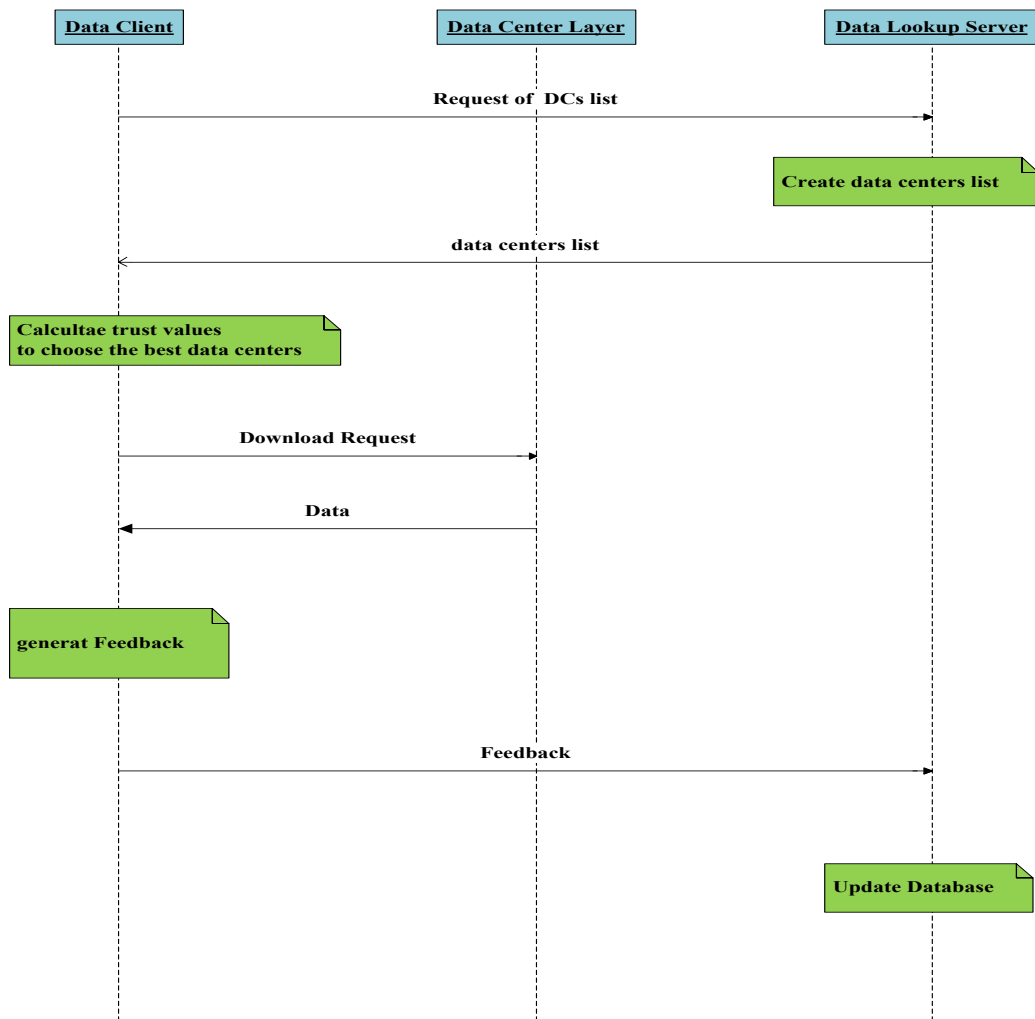 Data Client
Data Center Layer
Data Lookup Server
Request of DCs list
Create data centers list
data centers list
Calcultae trust values
to choose the best data centers
Download Request
Data
generat Feedback
Feedback
Update Database